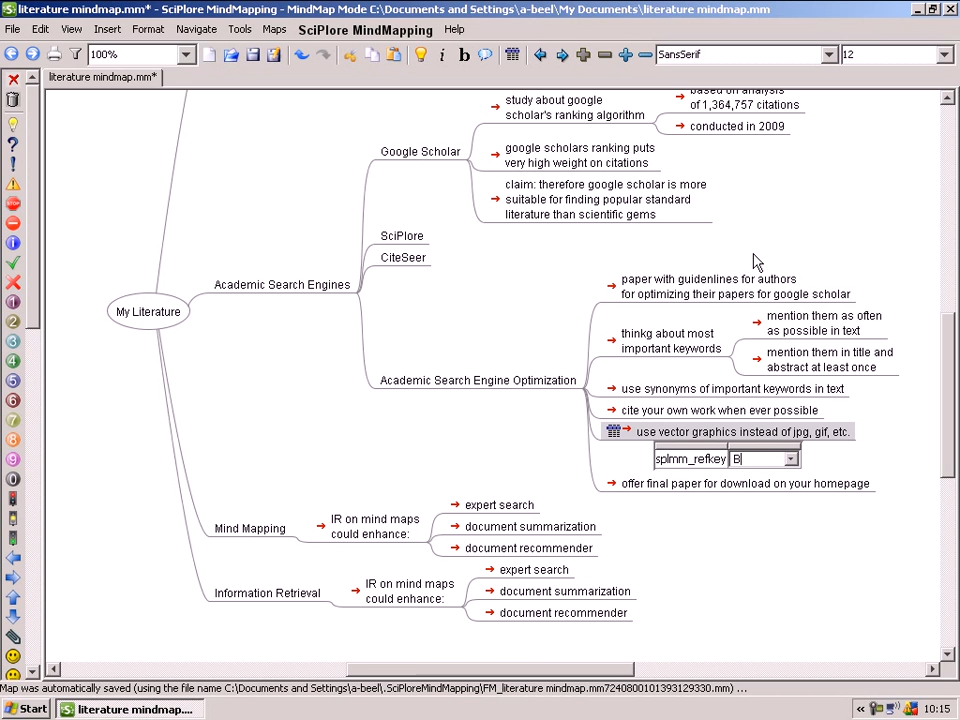 literature mindmap.mm* - SciPlore MindMapping - MindMap Mode C:\Documents and Settings\a-beel\My Documents\literature mindmap.mm
File Edit View Insert Format Navigate Tools Maps SciPlore MindMapping Help
100%
SansSerif
12
literature mindmap.mm*
based on analysis
of 1,364,757 citations
study about google
scholar's ranking algorithm
conducted in 2009
Google Scholar
google scholars ranking puts
very high weight on citations
claim: therefore google scholar is more
suitable for finding popular standard
literature than scientific gems
SciPlore
CiteSeer
Academic Search Engines
My Literature
paper with guidenlines for authors
for optimizing their papers for google scholar
thinkg about most
important keywords
mention them as often
as possible in text
mention them in title and
abstract at least once
Academic Search Engine Optimization
use synonyms of important keywords in text
cite your own work when ever possible
use vector graphics instead of jpg, gif, etc.
splmm_refkey B
offer final paper for download on your homepage
Mind Mapping
IR on mind maps
could enhance:
expert search
document summarization
document recommender
Information Retrieval
IR on mind maps
could enhance:
expert search
document summarization
document recommender
Map was automatically saved (using the file name C:\Documents and Settings\a-beel\.SciPloreMindMapping\FM_literature mindmap.mm7240800101393129330.mm) ...
Start
literature mindmap....
10:15